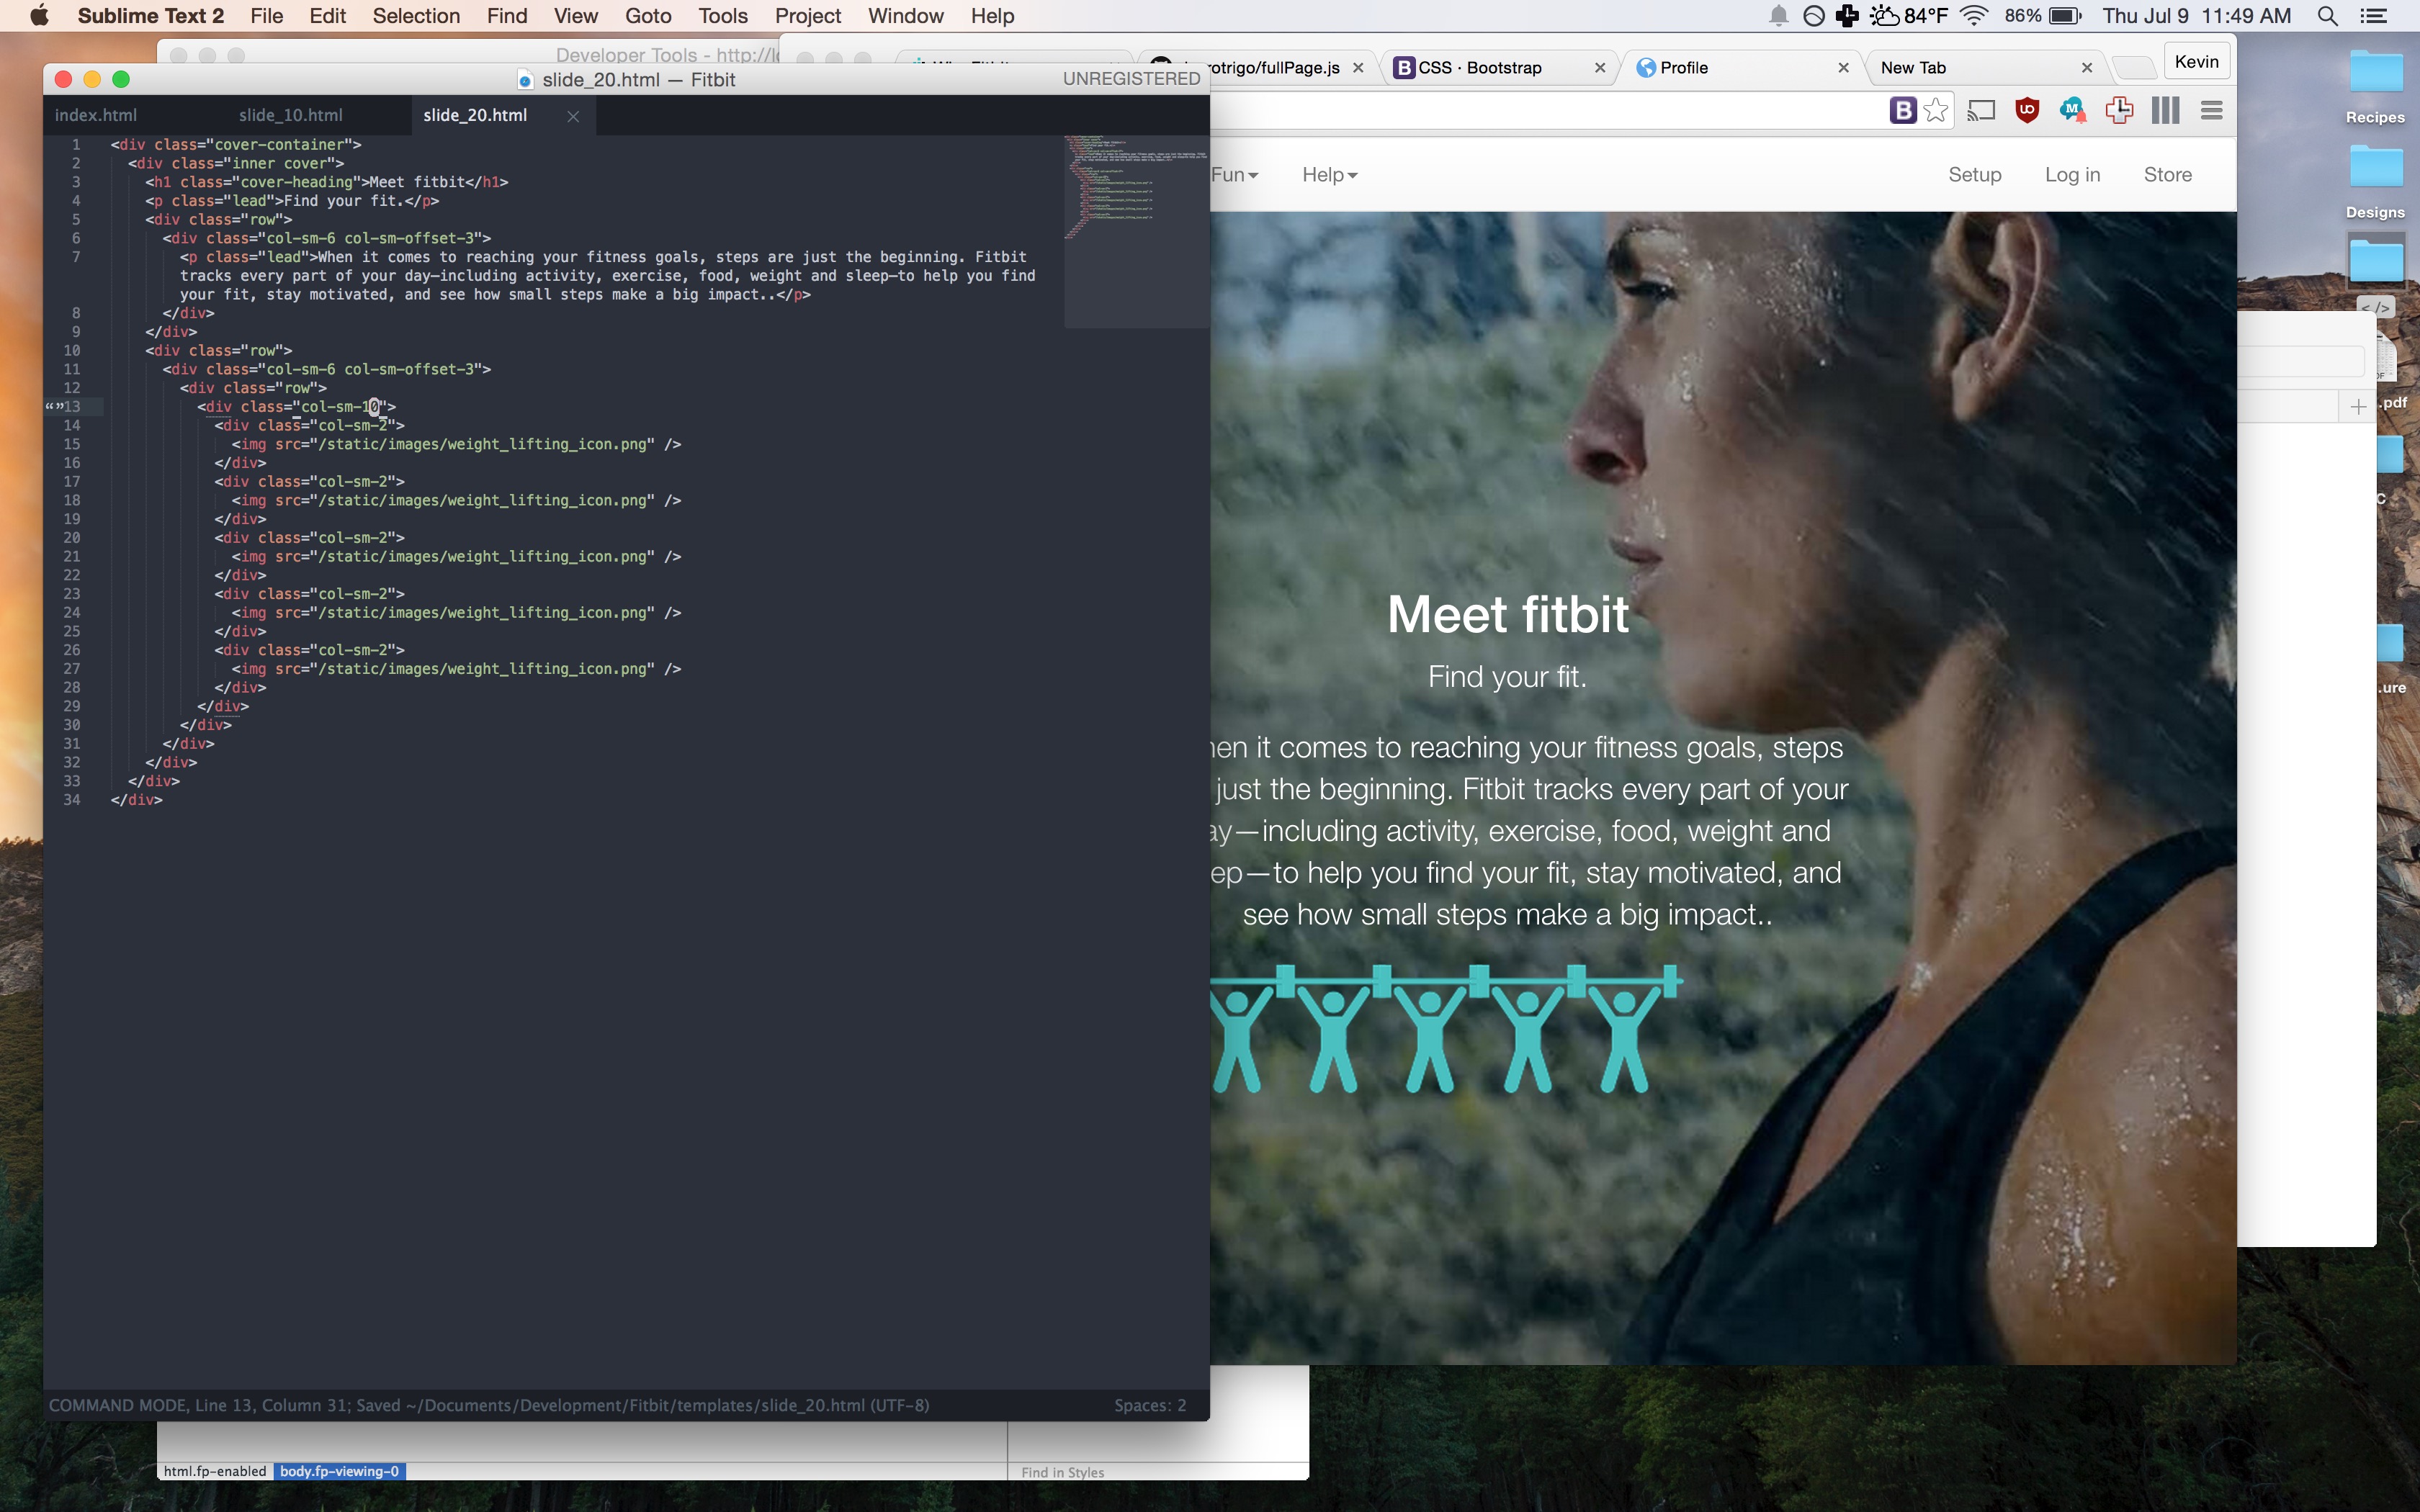 Sublime Text 2 File Edit Selection Find View Goto Tools Project Window Help
84°F 86% Thu Jul 9 11:49 AM
Developer Tools - http://l
slide_20.html — Fitbit
UNREGISTERED
index.html slide_10.html slide_20.html
1 <div class="cover-container">
2 <div class="inner cover">
3 <h1 class="cover-heading">Meet fitbit</h1>
4 <p class="lead">Find your fit.</p>
5 <div class="row">
6 <div class="col-sm-6 col-sm-offset-3">
7 <p class="lead">When it comes to reaching your fitness goals, steps are just the beginning. Fitbit
tracks every part of your day—including activity, exercise, food, weight and sleep—to help you find
your fit, stay motivated, and see how small steps make a big impact..</p>
8 </div>
9 </div>
10 <div class="row">
11 <div class="col-sm-6 col-sm-offset-3">
12 <div class="row">
“”13 <div class="col-sm-10">
14 <div class="col-sm-2">
15 <img src="/static/images/weight_lifting_icon.png" />
16 </div>
17 <div class="col-sm-2">
18 <img src="/static/images/weight_lifting_icon.png" />
19 </div>
20 <div class="col-sm-2">
21 <img src="/static/images/weight_lifting_icon.png" />
22 </div>
23 <div class="col-sm-2">
24 <img src="/static/images/weight_lifting_icon.png" />
25 </div>
26 <div class="col-sm-2">
27 <img src="/static/images/weight_lifting_icon.png" />
28 </div>
29 </div>
30 </div>
31 </div>
32 </div>
33 </div>
34 </div>
COMMAND MODE, Line 13, Column 31; Saved ~/Documents/Development/Fitbit/templates/slide_20.html (UTF-8)
Spaces: 2
html.fp-enabled body.fp-viewing-0
Find in Styles
rotrigo/fullPage.js B CSS · Bootstrap Profile New Tab Kevin
B
Fun Help Setup Log in Store
Meet fitbit
Find your fit.
en it comes to reaching your fitness goals, steps
just the beginning. Fitbit tracks every part of your
ay—including activity, exercise, food, weight and
ep—to help you find your fit, stay motivated, and
see how small steps make a big impact..
Recipes
Designs
</>
.pdf
C
.ure